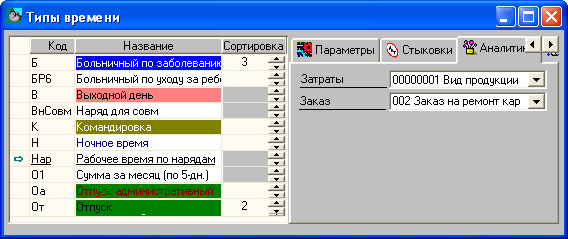 Типы времени
Код Название Сортировка
Б Больничный по заболеванию 3
БР6 Больничный по уходу за ребе
В Выходной день
ВнСовм Наряд для совм
К Командировка
Н Ночное время
Нар Рабочее время по нарядам
О1 Сумма за месяц (по 5-дн.)
Оа Отпуск административный
От Отпуск 2
Параметры Стыковки Аналитик
Затраты 00000001 Вид продукции
Заказ 002 Заказ на ремонт кар